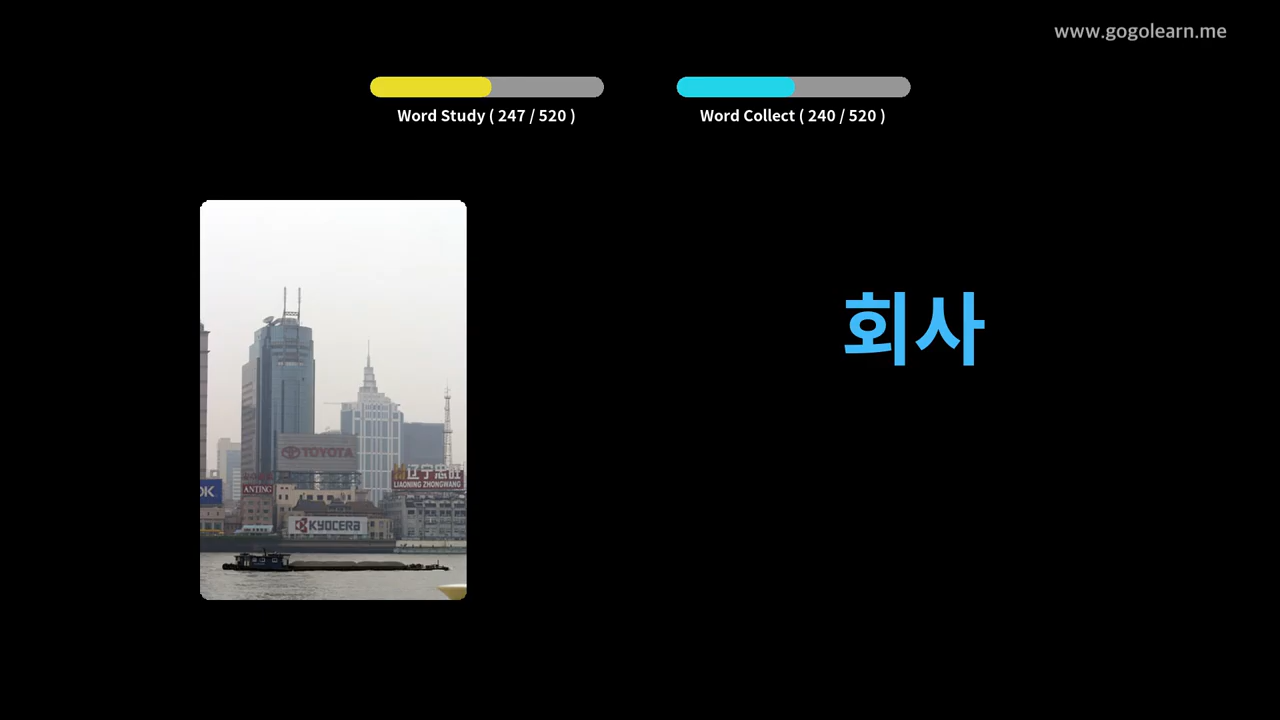 www.gogolearn.me
Word Study ( 247 / 520 )
Word Collect ( 240 / 520 )
회사
TOYOTA
辽宁忠旺
LIAONING ZHONGWANG
OK
ANTING
KYOCERA